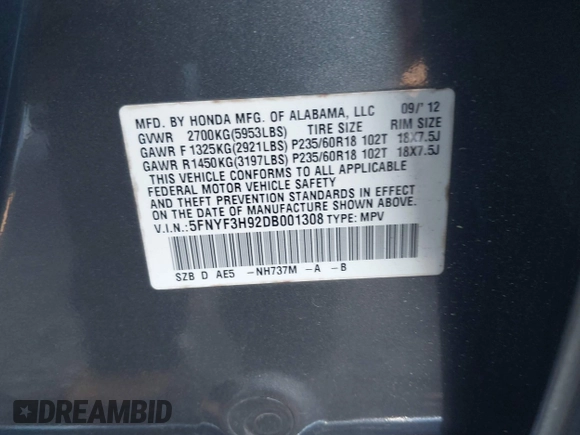 MFD. BY HONDA MFG. OF ALABAMA, LLC 09/'12
GVWR 2700KG(5953LBS) TIRE SIZE RIM SIZE
GAWR F 1325KG(2921LBS) P235/60R18 102T 18X7.5J
GAWR R1450KG(3197LBS) P235/60R18 102T 18X7.5J
THIS VEHICLE CONFORMS TO ALL APPLICABLE
FEDERAL MOTOR VEHICLE SAFETY
AND THEFT PREVENTION STANDARDS IN EFFECT
ON THE DATE OF MANUFACTURE SHOWN ABOVE.
V.I.N.:5FNYF3H92DB001308 TYPE: MPV
SZB D AE5 -NH737M -A -B
DREAMBID